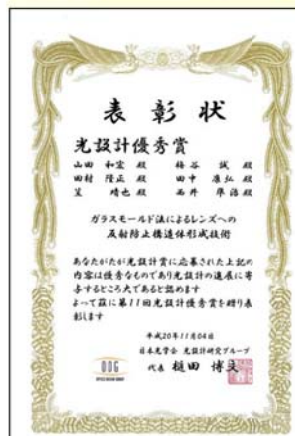 表彰状
光設計優秀賞
山田 和宏 殿 梅谷 誠 殿
田村 隆正 殿 田中 康弘 殿
笠 晴也 殿 西井 準治 殿
ガラスモールド法によるレンズへの
反射防止構造体形成技術
あなたがたが光設計賞に応募された上記の
内容は優秀なものであり光設計の進展に寄
与するところ大であると認めます
よって茲に第11回光設計優秀賞を贈り表
彰します
平成20年11月04日
日本光学会 光設計研究グループ
代表 槌田 博文
ODG
OPTICS DESIGN GROUP